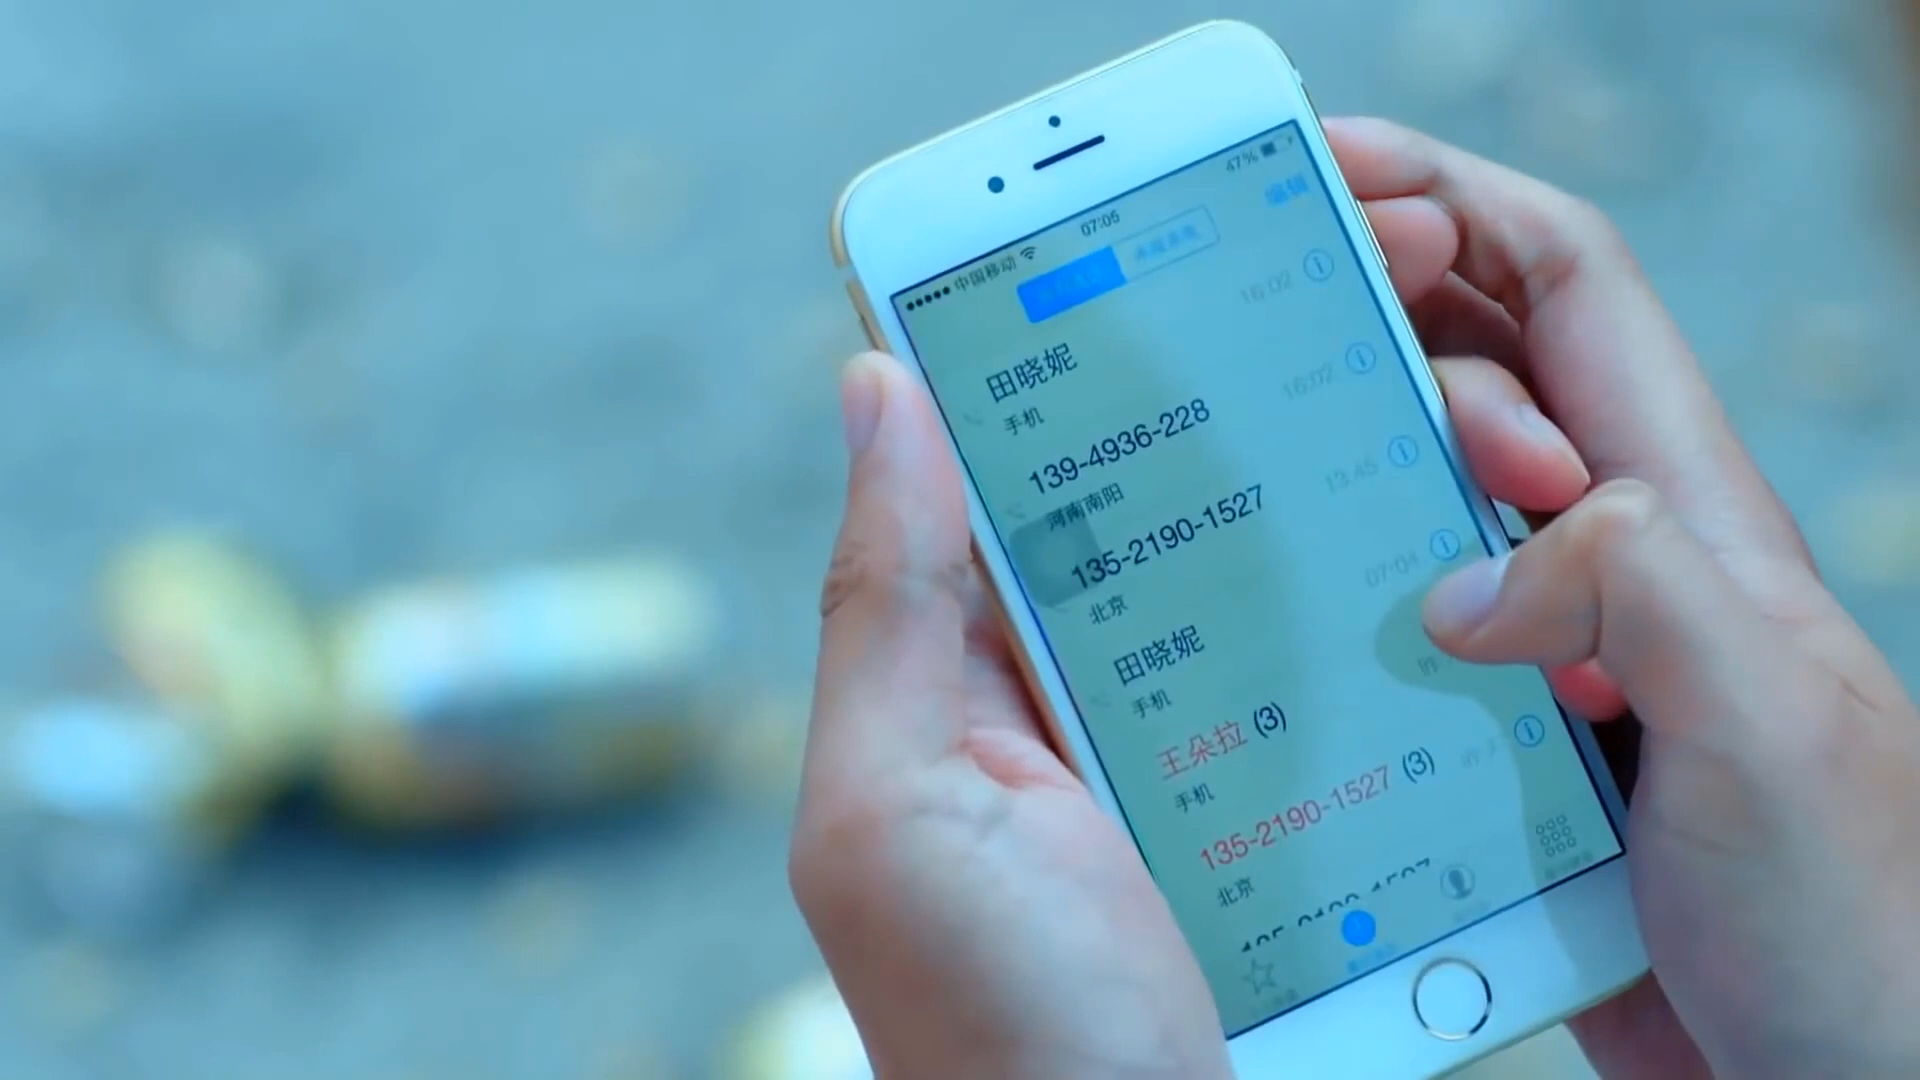 中国移动
07:05
47%
编辑
田晓妮
16:02
手机
139-4936-228
16:02
河南南阳
135-2190-1527
13:45
北京
田晓妮
07:04
手机
王朵拉 (3)
手机
135-2190-1527 (3)
北京